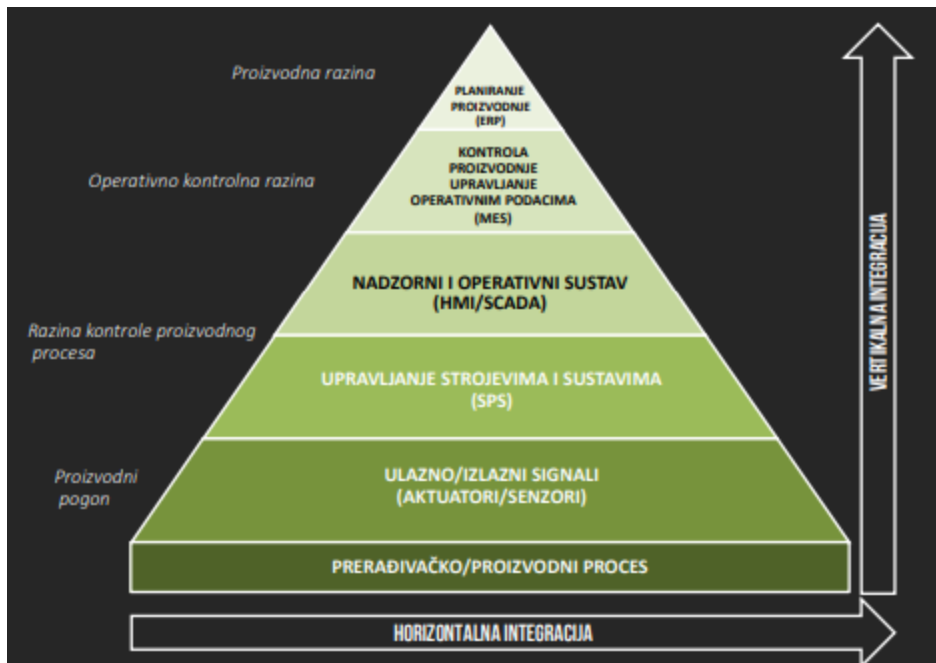 Proizvodna razina
PLANIRANJE
PROIZVODNJE
(ERP)
Operativno kontrolna razina
KONTROLA
PROIZVODNJE
UPRAVLJANJE
OPERATIVNIM PODACIMA
(MES)
NADZORNI I OPERATIVNI SUSTAV
(HMI/SCADA)
Razina kontrole proizvodnog
procesa
UPRAVLJANJE STROJEVIMA I SUSTAVIMA
(SPS)
Proizvodni
pogon
ULAZNO/IZLAZNI SIGNALI
(AKTUATORI/SENZORI)
PRERAĐIVAČKO/PROIZVODNI PROCES
VERTIKALNA INTEGRACIJA
HORIZONTALNA INTEGRACIJA